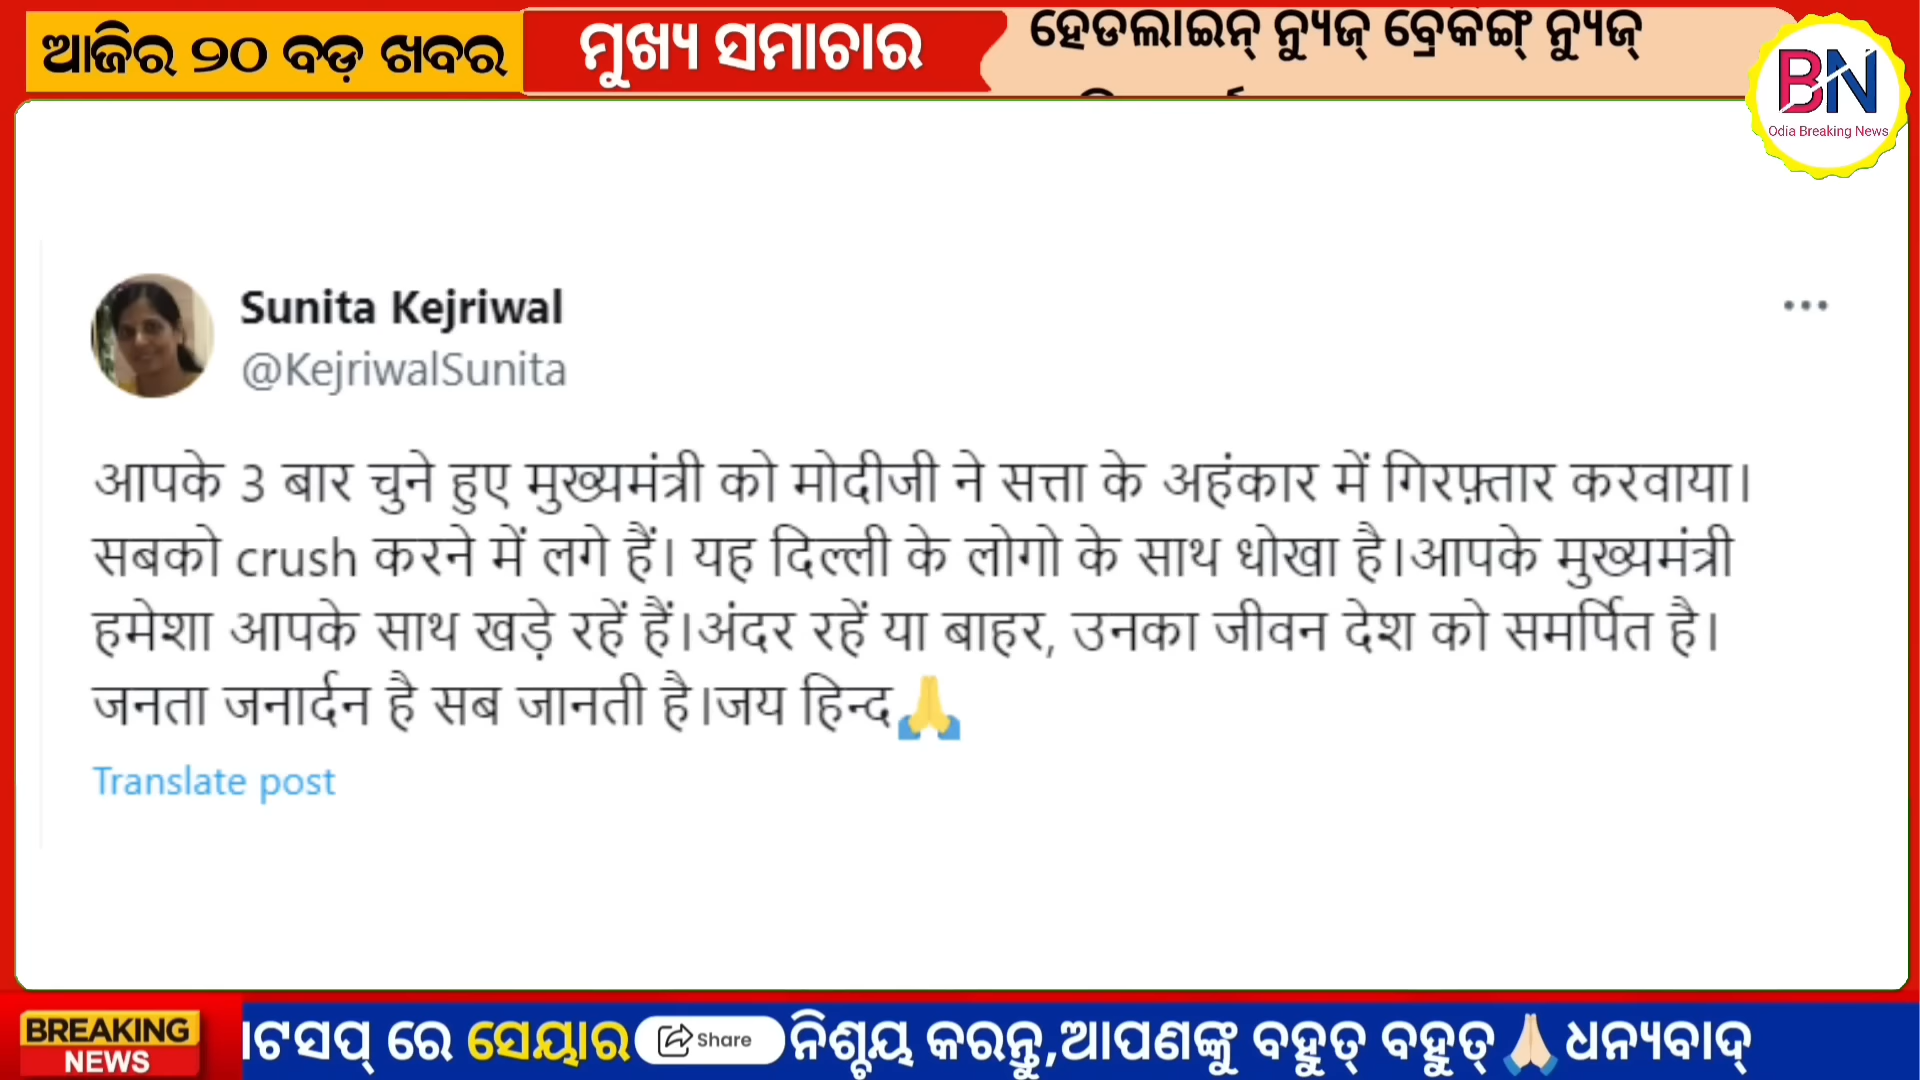 ଆଜିର ୨୦ ବଡ଼ ଖବର
ମୁଖ୍ୟ ସମାଚାର
ହେଡଲାଇନ୍ ନ୍ୟୁଜ୍ ବ୍ରେକିଙ୍ଗ୍ ନ୍ୟୁଜ୍
BN
Odia Breaking News
Sunita Kejriwal
@KejriwalSunita
आपके 3 बार चुने हुए मुख्यमंत्री को मोदीजी ने सत्ता के अहंकार में गिरफ़्तार करवाया।
सबको crush करने में लगे हैं। यह दिल्ली के लोगो के साथ धोखा है।आपके मुख्यमंत्री
हमेशा आपके साथ खड़े रहें हैं।अंदर रहें या बाहर, उनका जीवन देश को समर्पित है।
जनता जनार्दन है सब जानती है।जय हिन्द🙏
Translate post
BREAKING
NEWS
ଟସପ୍ ରେ ସେୟାର Share ନିଶ୍ଚୟ କରନ୍ତୁ,ଆପଣଙ୍କୁ ବହୁତ୍ ବହୁତ୍🙏ଧନ୍ୟବାଦ୍